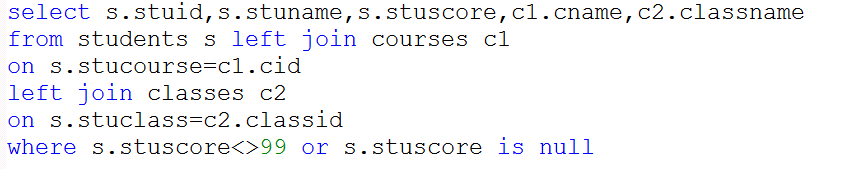 select s.stuid,s.stuname,s.stuscore,c1.cname,c2.classname
from students s left join courses c1
on s.stucourse=c1.cid
left join classes c2
on s.stuclass=c2.classid
where s.stuscore<>99 or s.stuscore is null